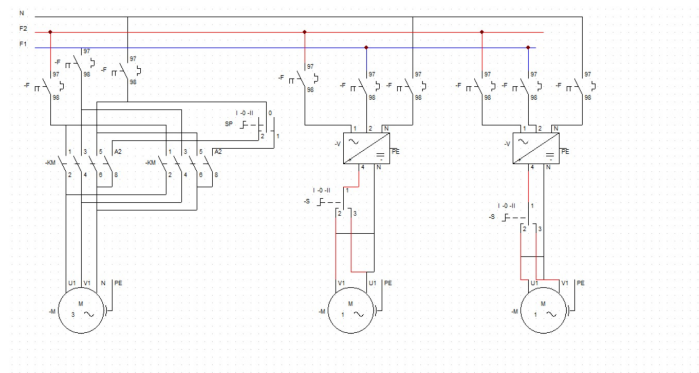 N
F2
F1
97
-F
98
97
-F
98
97
-F
98
97
-F
98
97
-F
98
97
-F
98
97
-F
98
97
-F
98
97
-F
98
I -0 -II
0
SP
2
1
1
3
5
A2
-KM
2
4
6
8
1
3
5
A2
-KM
2
4
6
8
1
2
N
-V
PE
4
N
1
2
N
-V
PE
4
N
I -0 -II
1
-S
2
3
I -0 -II
1
-S
2
3
U1
V1
N
PE
-M
M
3
V1
U1
PE
-M
M
1
U1
V1
PE
-M
M
1